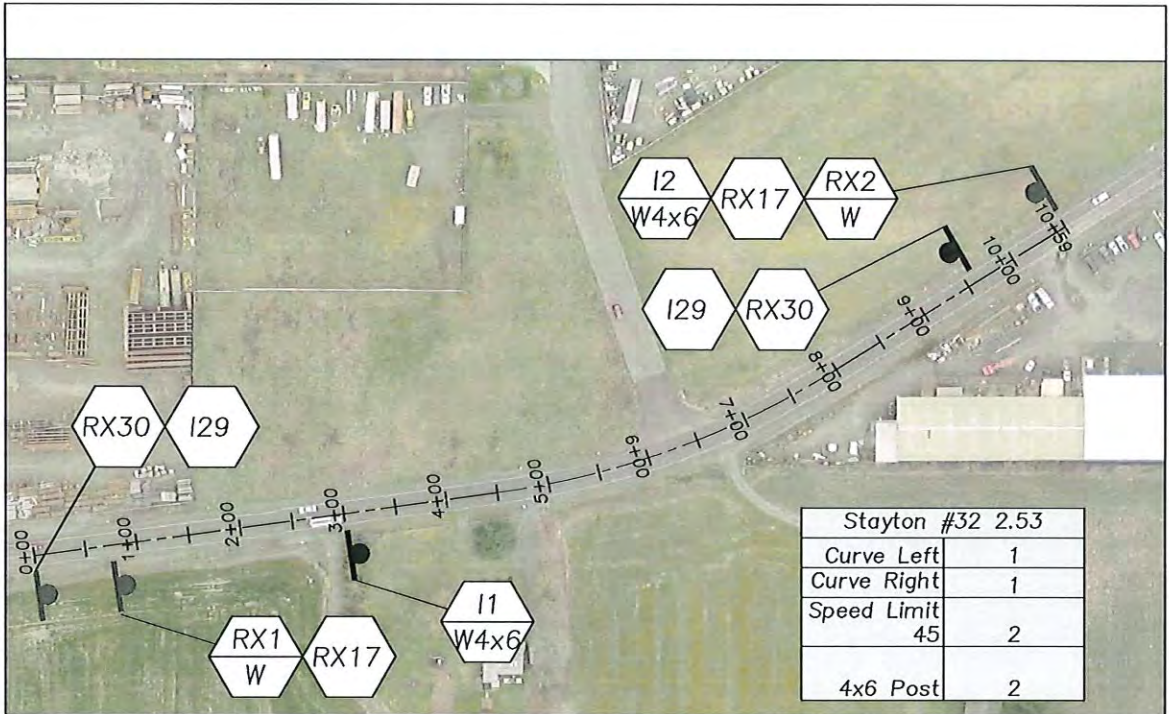 I2
W4x6
RX17
RX2
W
I29
RX30
RX30
I29
0+00
1+00
2+00
3+00
4+00
5+00
6+00
7+00
8+00
9+00
10+00
10+59
RX1
W
RX17
I1
W4x6
Stayton #32 2.53
Curve Left 1
Curve Right 1
Speed Limit
45 2
4x6 Post 2